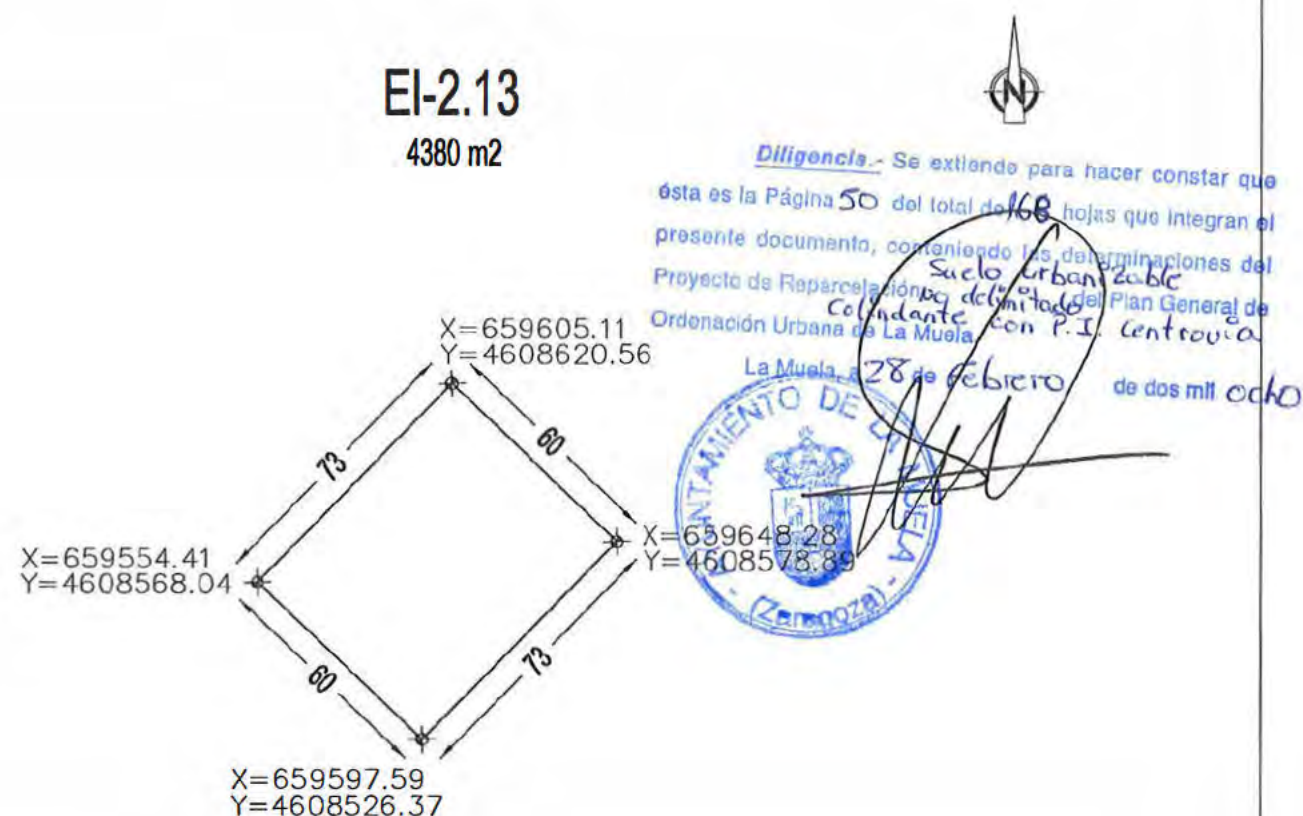 EI-2.13
4380 m2
N
Diligencia.- Se extiende para hacer constar que
ésta es la Página 50 del total de 168 hojas que integran el
presente documento, conteniendo las determinaciones del
Suelo Urbanizable
Proyecto de Reparcelación no delimitado del Plan General de
Colindante con P.I. Centrovía
Ordenación Urbana de La Muela
La Muela, a 28 de Febrero de dos mil ocho
AYUNTAMIENTO DE LA MUELA
- (Zaragoza) -
X=659605.11
Y=4608620.56
73
60
X=659648.28
Y=4608578.89
X=659554.41
Y=4608568.04
60
73
X=659597.59
Y=4608526.37